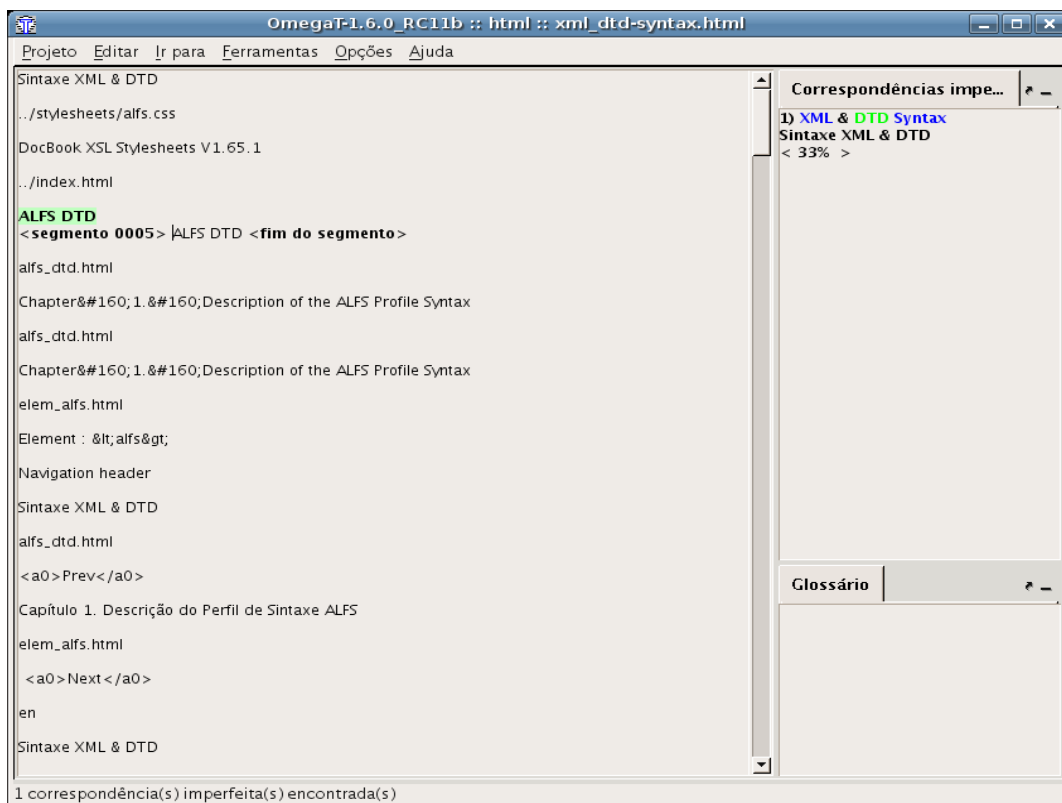 OmegaT-1.6.0_RC11b :: html :: xml_dtd-syntax.html
Projeto Editar Ir para Ferramentas Opções Ajuda
Sintaxe XML & DTD
../stylesheets/alfs.css
DocBook XSL Stylesheets V1.65.1
../index.html
ALFS DTD
<segmento 0005> ALFS DTD <fim do segmento>
alfs_dtd.html
Chapter&#160;1.&#160;Description of the ALFS Profile Syntax
alfs_dtd.html
Chapter&#160;1.&#160;Description of the ALFS Profile Syntax
elem_alfs.html
Element : &lt;alfs&gt;
Navigation header
Sintaxe XML & DTD
alfs_dtd.html
<a0>Prev</a0>
Capítulo 1. Descrição do Perfil de Sintaxe ALFS
elem_alfs.html
<a0>Next</a0>
en
Sintaxe XML & DTD
Correspondências impe...
1) XML & DTD Syntax
Sintaxe XML & DTD
< 33% >
Glossário
1 correspondência(s) imperfeita(s) encontrada(s)